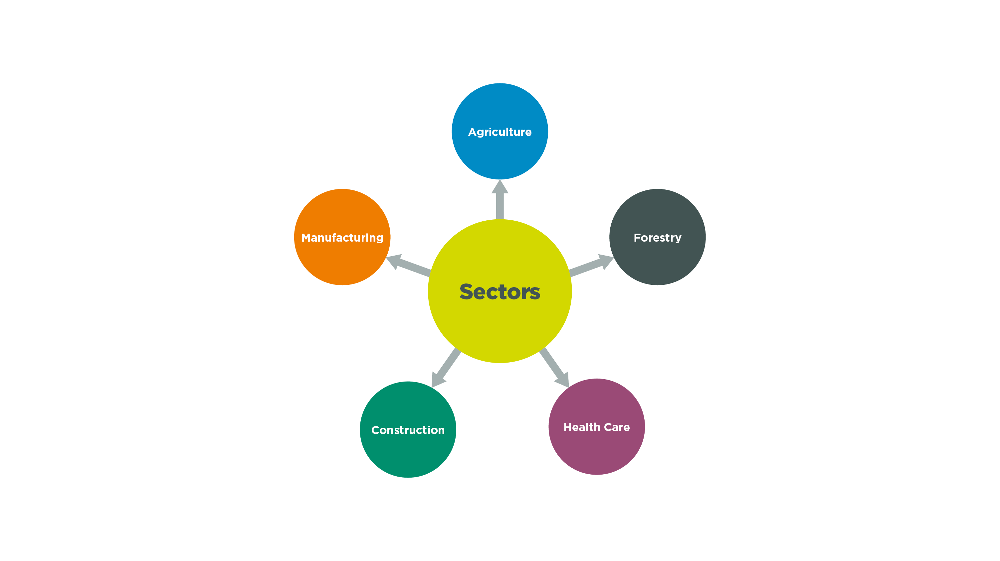 Agriculture
Manufacturing
Forestry
Sectors
Construction
Health Care